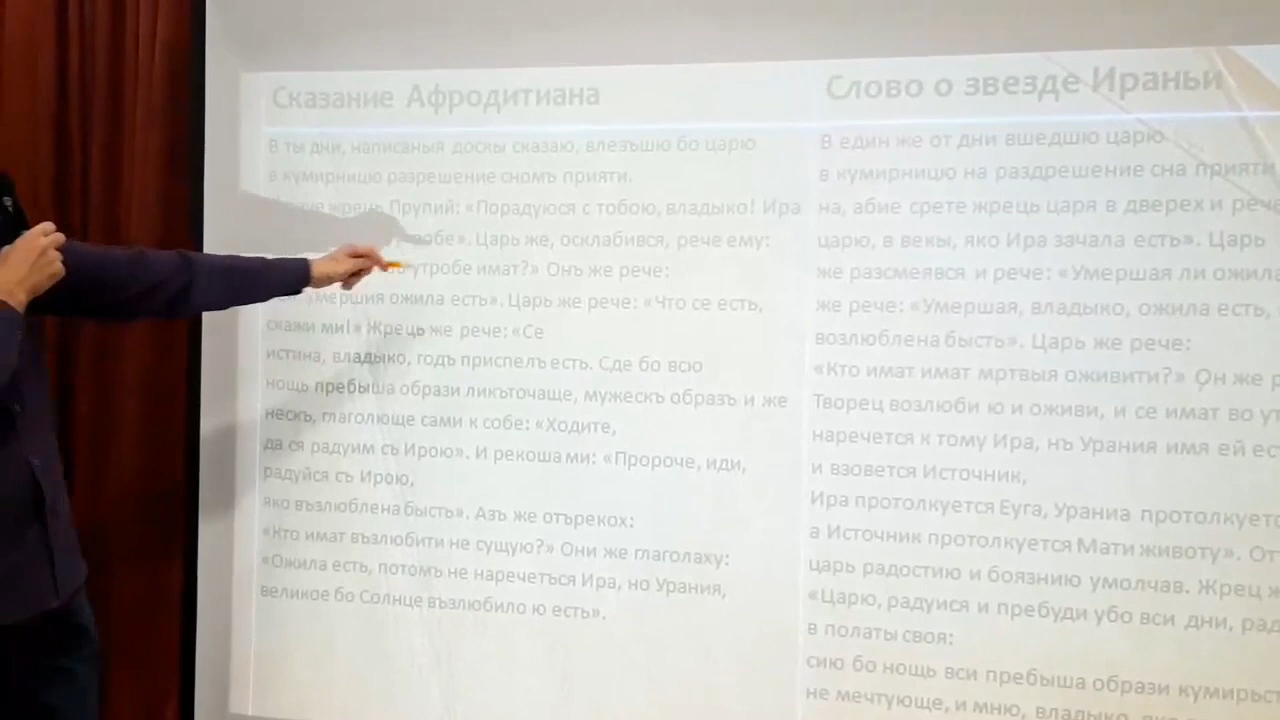 Сказание Афродитиана
В ты дни, написаныя доскы сказаю, влезъшю бо царю
в кумирницю разрешение сномъ прияти.
жрець Прупий: «Порадуюся с тобою, владыко! Ира
Царь же, осклабився, рече ему:
утробе имат?» Онъ же рече:
ожила есть». Царь же рече: «Что се есть,
скажи ми!» Жрець же рече: «Се
истина, владыко, годъ приспелъ есть. Сде бо всю
нощь пребыша образи ликъточаще, мужескъ образъ и же
нескъ, глаголюще сами к собе: «Ходите,
да ся радуим съ Ирою». И рекоша ми: «Пророче, иди,
радуйся съ Ирою,
яко възлюблена бысть». Азъ же отърекох:
«Кто имат възлюбити не сущую?» Они же глаголаху:
«Ожила есть, потомъ не наречеться Ира, но Урания,
великое бо Солнце възлюбило ю есть».
Слово о звезде Ираньи
В един же от дни вшедшю царю
в кумирницю на раздрешение сна прияти
на, абие срете жрець царя в дверех и рече
царю, в векы, яко Ира зачала есть». Царь
же разсмеявся и рече: «Умершая ли ожила
же рече: «Умершая, владыко, ожила есть,
возлюблена бысть». Царь же рече:
«Кто имат имат мртвыя оживити?» Он же
Творец возлюби ю и оживи, и се имат во
наречется к тому Ира, нъ Урания имя ей
и взовется Источник,
Ира протолкуется Еуга, Урания
а Источник протолкуется Мати животу».
царь радостию и боязнию умолчав. Жрец
«Царю, радуися и пребуди убо вси дни,
в полаты своя:
сию бо нощь вси пребыша образи
не мечтующе, и мню, владыко,